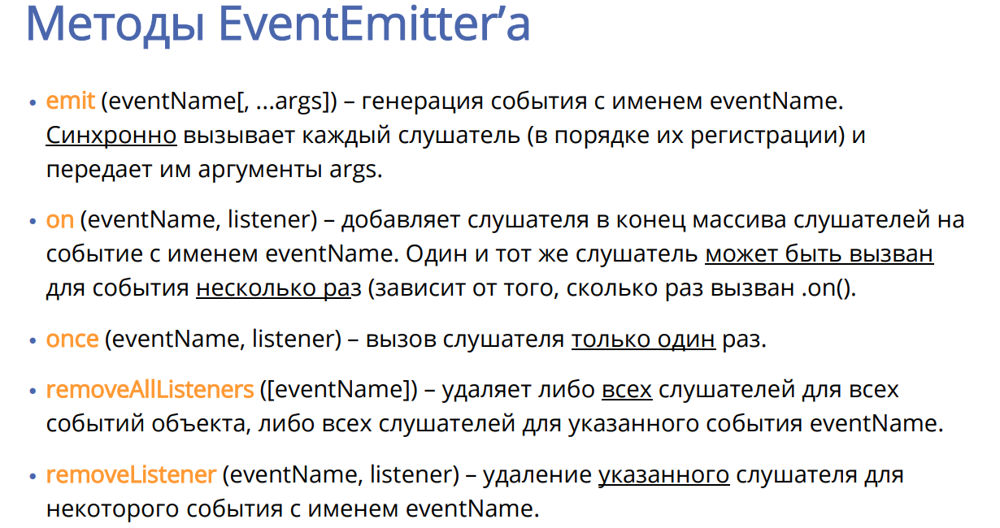 Методы EventEmitter’а
• emit (eventName[, ...args]) – генерация события с именем eventName.
Синхронно вызывает каждый слушатель (в порядке их регистрации) и
передает им аргументы args.
• on (eventName, listener) – добавляет слушателя в конец массива слушателей на
событие с именем eventName. Один и тот же слушатель может быть вызван
для события несколько раз (зависит от того, сколько раз вызван .on().
• once (eventName, listener) – вызов слушателя только один раз.
• removeAllListeners ([eventName]) – удаляет либо всех слушателей для всех
событий объекта, либо всех слушателей для указанного события eventName.
• removeListener (eventName, listener) – удаление указанного слушателя для
некоторого события с именем eventName.